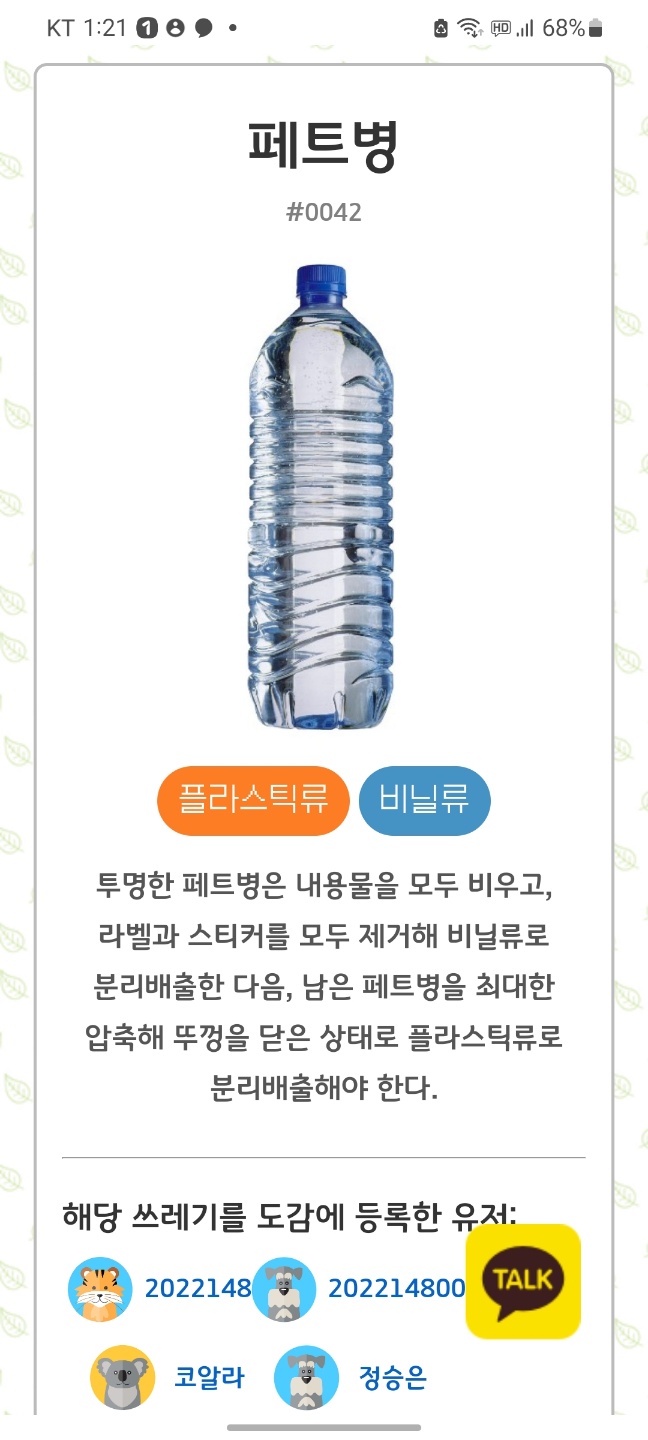 KT 1:21
HD 68%
페트병
#0042
플라스틱류 비닐류
투명한 페트병은 내용물을 모두 비우고,
라벨과 스티커를 모두 제거해 비닐류로
분리배출한 다음, 남은 페트병을 최대한
압축해 뚜껑을 닫은 상태로 플라스틱류로
분리배출해야 한다.
해당 쓰레기를 도감에 등록한 유저:
2022148 202214800
TALK
코알라 정승은